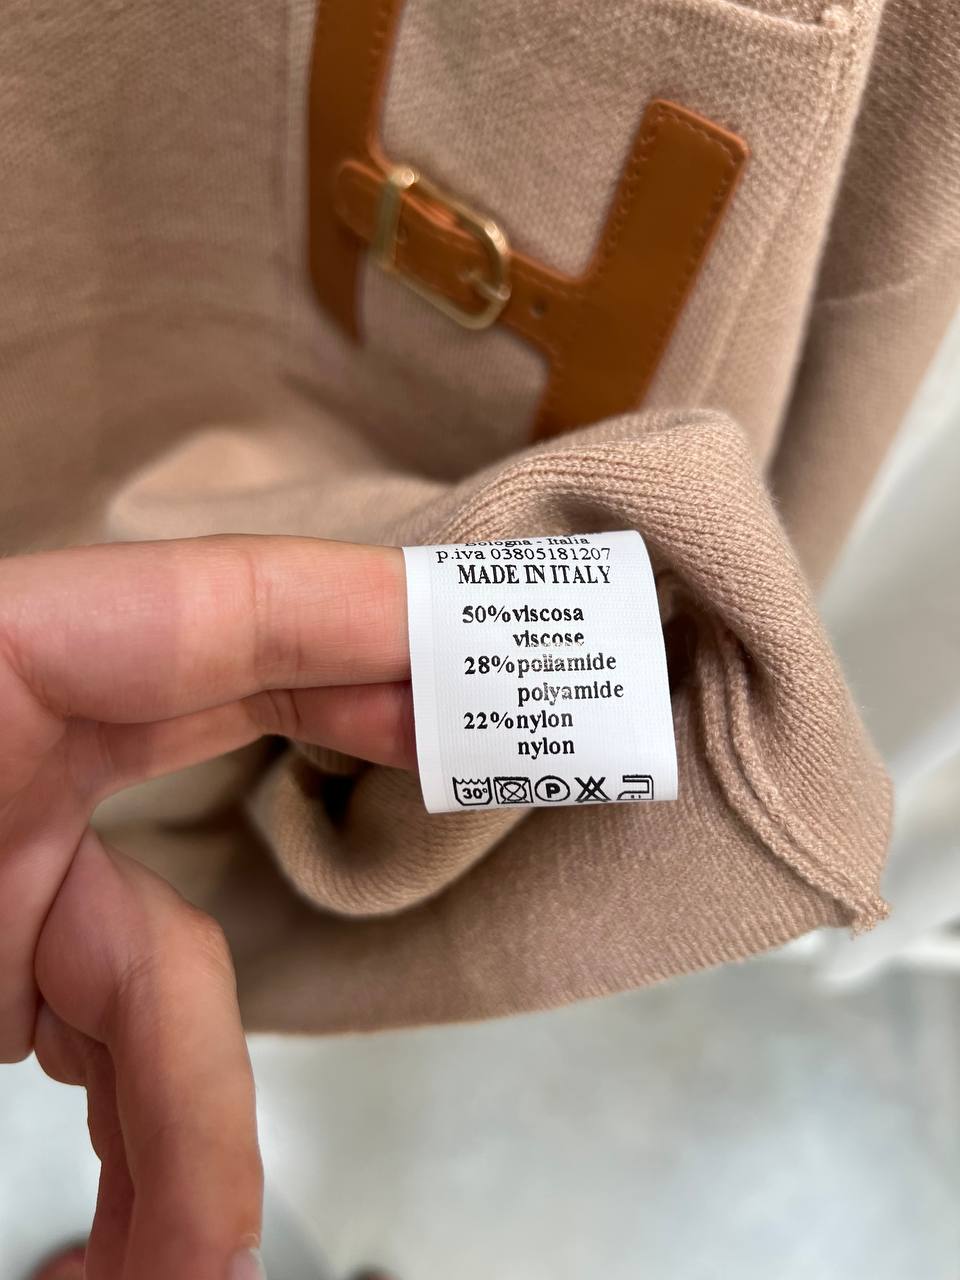 Bologna - Italia
p.iva 03805181207
MADE IN ITALY
50% viscosa
viscose
28% poliamide
polyamide
22% nylon
nylon
30°
P